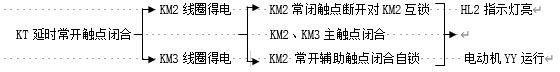 KM2 线圈得电 KM2 常闭触点断开对 KM2 互锁 HL2 指示灯亮
KT 延时常开触点闭合 KM2、KM3 主触点闭合
KM3 线圈得电 KM2 常开辅助触点闭合自锁 电动机 YY 运行